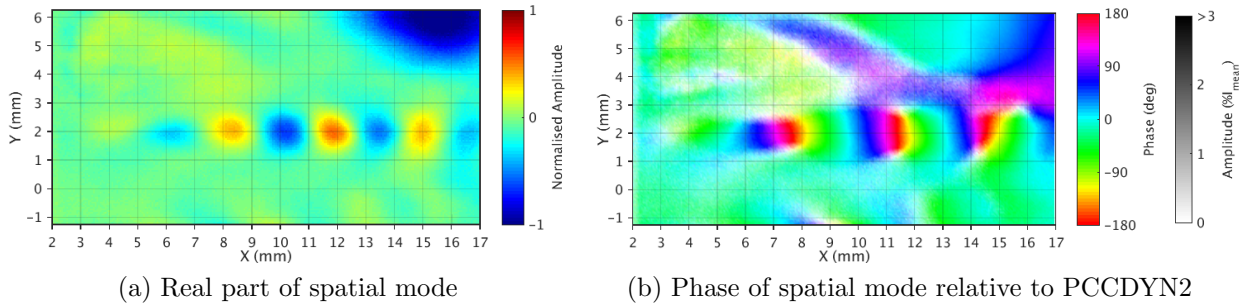 6
5
4
3
2
1
0
−1
Y (mm)
2 3 4 5 6 7 8 9 10 11 12 13 14 15 16 17
X (mm)
1
0
−1
Normalised Amplitude
(a) Real part of spatial mode
6
5
4
3
2
1
0
−1
Y (mm)
2 3 4 5 6 7 8 9 10 11 12 13 14 15 16 17
X (mm)
180
90
0
−90
−180
Phase (deg)
>3
2
1
0
Amplitude (%I_mean)
(b) Phase of spatial mode relative to PCCDYN2